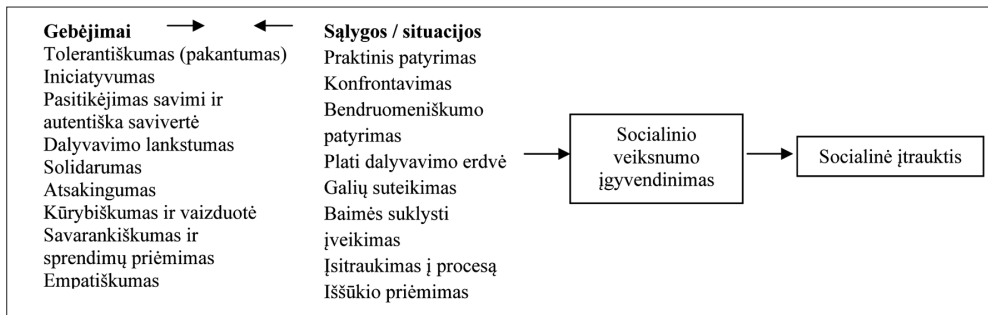 Gebėjimai
Tolerantiškumas (pakantumas)
Iniciatyvumas
Pasitikėjimas savimi ir
autentiška savivertė
Dalyvavimo lankstumas
Solidarumas
Atsakingumas
Kūrybiškumas ir vaizduotė
Savarankiškumas ir
sprendimų priėmimas
Empatiškumas
Sąlygos / situacijos
Praktinis patyrimas
Konfrontavimas
Bendruomeniškumo
patyrimas
Plati dalyvavimo erdvė
Galių suteikimas
Baimės suklysti
įveikimas
Įsitraukimas į procesą
Iššūkio priėmimas
Socialinio
veiksnumo
įgyvendinimas
Socialinė įtrauktis